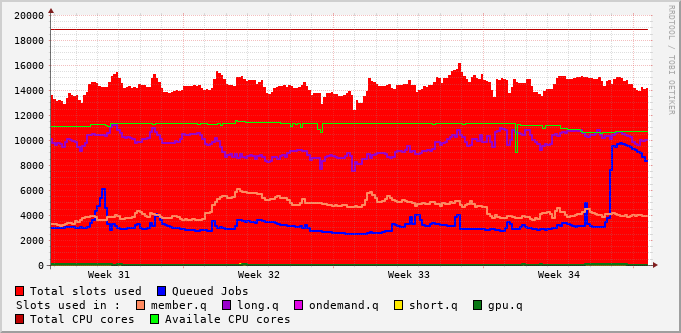 20000
18000
16000
14000
12000
10000
8000
6000
4000
2000
0
Week 31 Week 32 Week 33 Week 34
Total slots used Queued Jobs
Slots used in : member.q long.q ondemand.q short.q gpu.q
Total CPU cores Availale CPU cores
RRDTOOL / TOBI OETIKER